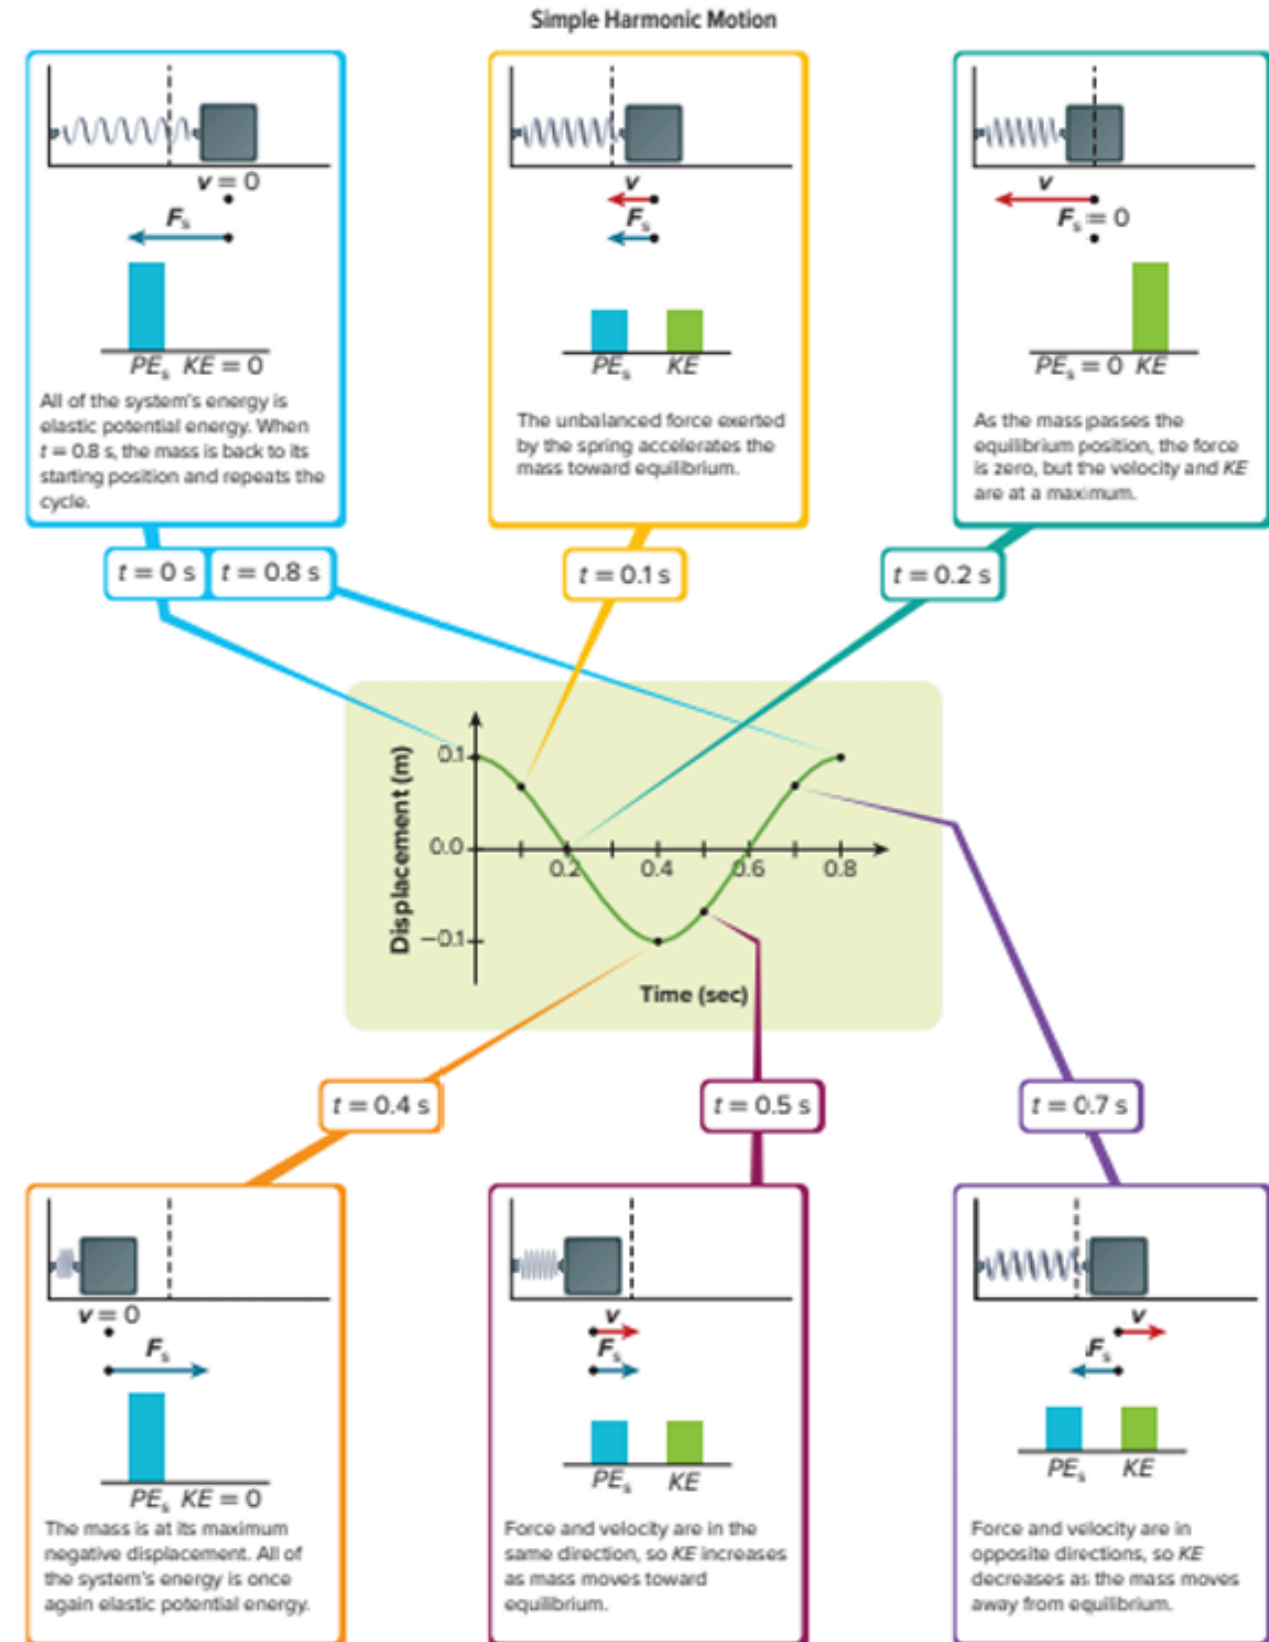 Simple Harmonic Motion
v = 0
Fs
PEs KE = 0
All of the system's energy is
elastic potential energy. When
t = 0.8 s, the mass is back to its
starting position and repeats the
cycle.
v
Fs
PEs KE
The unbalanced force exerted
by the spring accelerates the
mass toward equilibrium.
v
Fs = 0
PEs = 0 KE
As the mass passes the
equilibrium position, the force
is zero, but the velocity and KE
are at a maximum.
t = 0 s
t = 0.8 s
t = 0.1 s
t = 0.2 s
Displacement (m)
0.1
0.0
−0.1
0.2
0.4
0.6
0.8
Time (sec)
t = 0.4 s
t = 0.5 s
t = 0.7 s
v = 0
Fs
PEs KE = 0
The mass is at its maximum
negative displacement. All of
the system's energy is once
again elastic potential energy.
v
Fs
PEs KE
Force and velocity are in the
same direction, so KE increases
as mass moves toward
equilibrium.
v
Fs
PEs KE
Force and velocity are in
opposite directions, so KE
decreases as the mass moves
away from equilibrium.